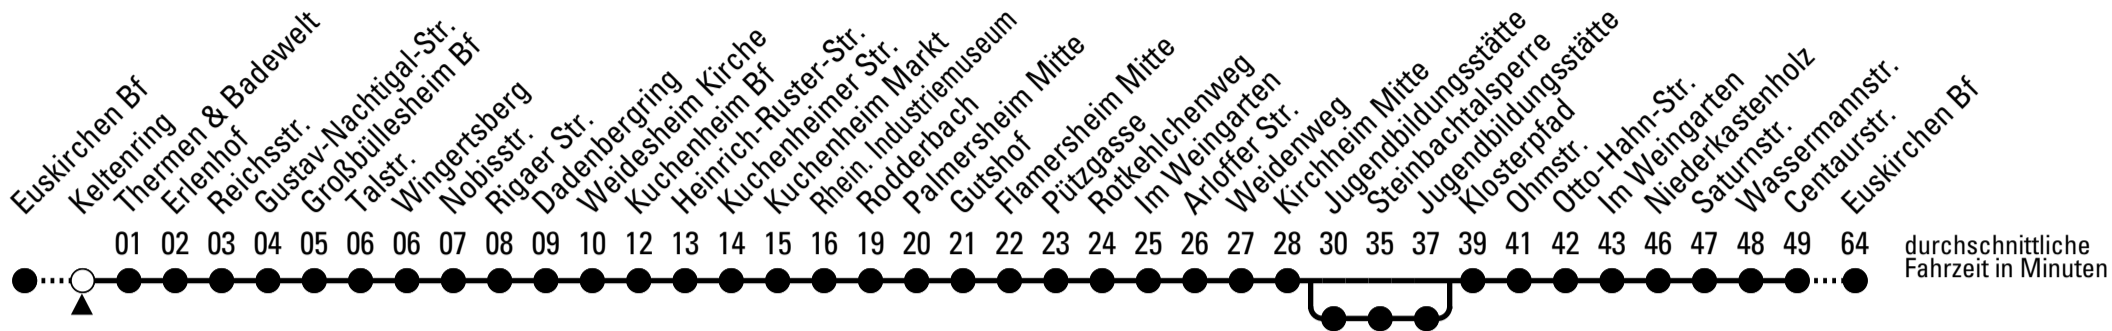 Euskirchen Bf
Keltenring
Thermen & Badewelt
Erlenhof
Reichsstr.
Gustav-Nachtigal-Str.
Großbüllesheim Bf
Talstr.
Wingertsberg
Nobisstr.
Rigaer Str.
Dadenbergring
Weidesheim Kirche
Kuchenheim Bf
Heinrich-Ruster-Str.
Kuchenheimer Str.
Kuchenheim Markt
Rhein. Industriemuseum
Rodderbach
Palmersheim Mitte
Gutshof
Flamersheim Mitte
Pützgasse
Rotkehlchenweg
Im Weingarten
Arloffer Str.
Weidenweg
Kirchheim Mitte
Jugendbildungsstätte
Steinbachtalsperre
Jugendbildungsstätte
Klosterpfad
Ohmstr.
Otto-Hahn-Str.
Im Weingarten
Niederkastenholz
Saturnstr.
Wassermannstr.
Centaurstr.
Euskirchen Bf
01 02 03 04 05 06 06 07 08 09 10 12 13 14 15 16 19 20 21 22 23 24 25 26 27 28 30 35 37 39 41 42 43 46 47 48 49 64
durchschnittliche
Fahrzeit in Minuten